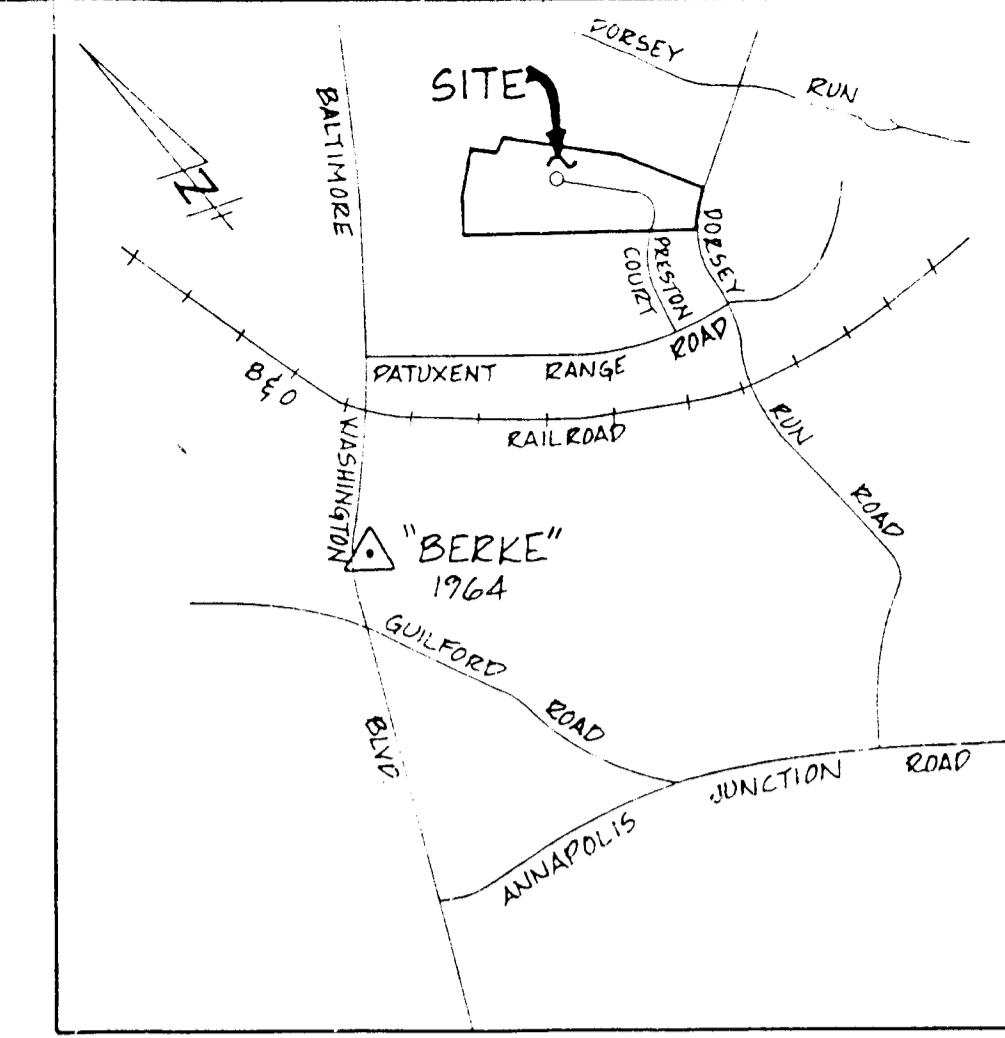 DORSEY RUN
SITE
BALTIMORE
N
DORSEY
PRESTON
COURT
PATUXENT RANGE ROAD
B&O
RAILROAD
WASHINGTON
RUN
ROAD
"BERKE"
1964
GUILFORD ROAD
BLVD
ANNAPOLIS JUNCTION ROAD